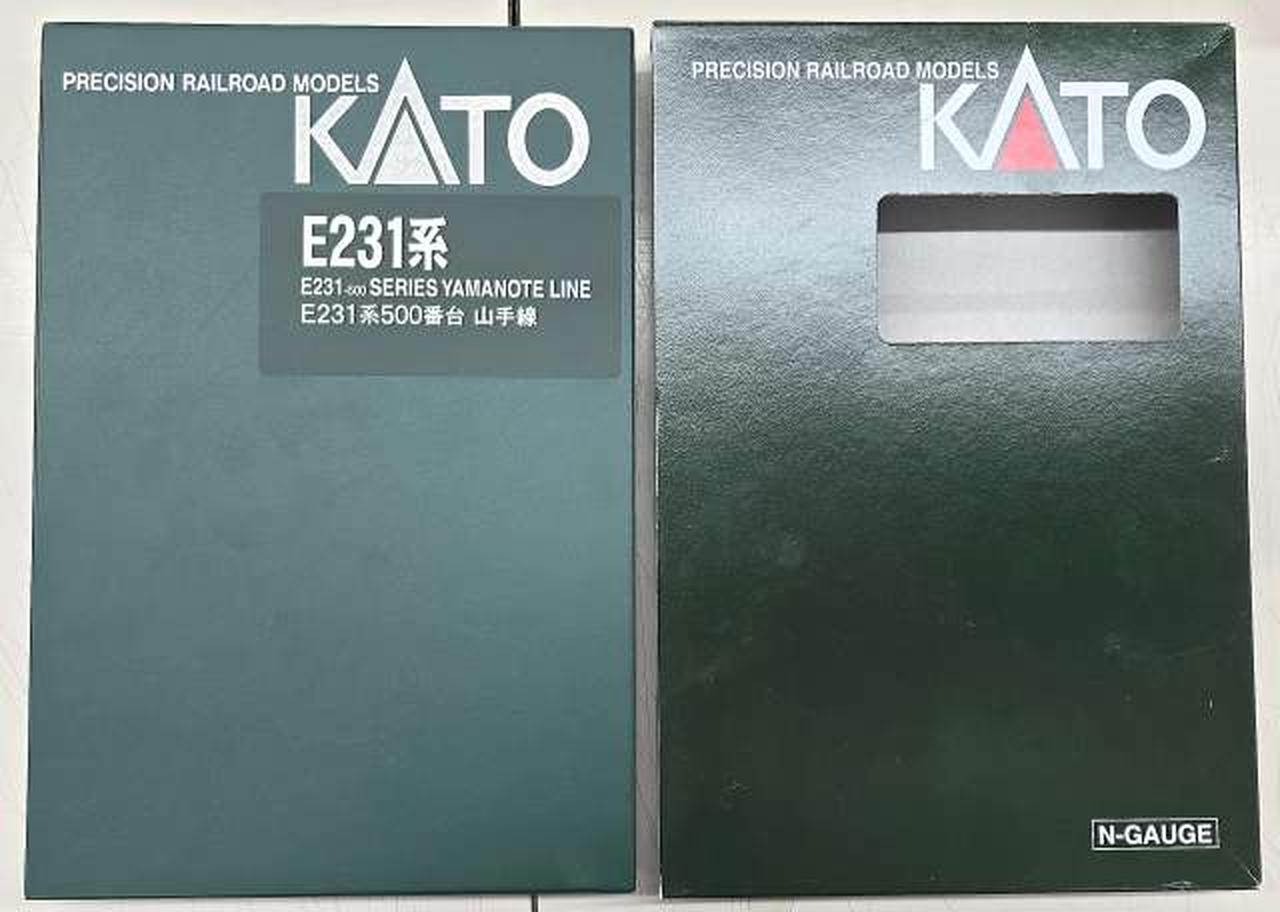 PRECISION RAILROAD MODELS
KATO
E231系
E231-500 SERIES YAMANOTE LINE
E231系500番台 山手線
PRECISION RAILROAD MODELS
KATO
N-GAUGE